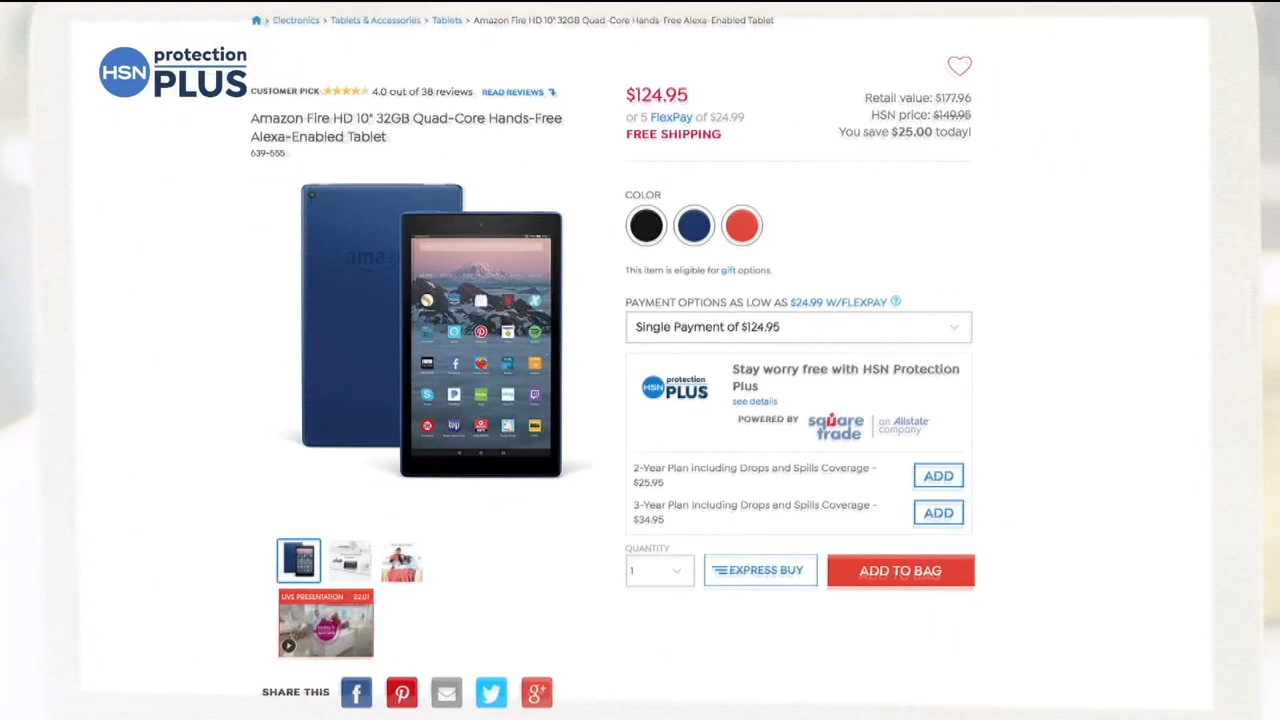 Electronics > Tablets & Accessories > Tablets > Amazon Fire HD 10" 32GB Quad-Core Hands-Free Alexa-Enabled Tablet
HSN protection PLUS
CUSTOMER PICK 4.0 out of 38 reviews READ REVIEWS
Amazon Fire HD 10" 32GB Quad-Core Hands-Free
Alexa-Enabled Tablet
639-555
amaz
$124.95
or 5 FlexPay of $24.99
FREE SHIPPING
Retail value: $177.96
HSN price: $149.95
You save $25.00 today!
COLOR
This item is eligible for gift options.
PAYMENT OPTIONS AS LOW AS $24.99 W/FLEXPAY ?
Single Payment of $124.95
HSN protection PLUS
Stay worry free with HSN Protection
Plus
see details
POWERED BY square trade | an Allstate company
2-Year Plan including Drops and Spills Coverage -
$25.95
ADD
3-Year Plan Including Drops and Spills Coverage -
$34.95
ADD
QUANTITY
1
EXPRESS BUY
ADD TO BAG
LIVE PRESENTATION 22:01
SHARE THIS